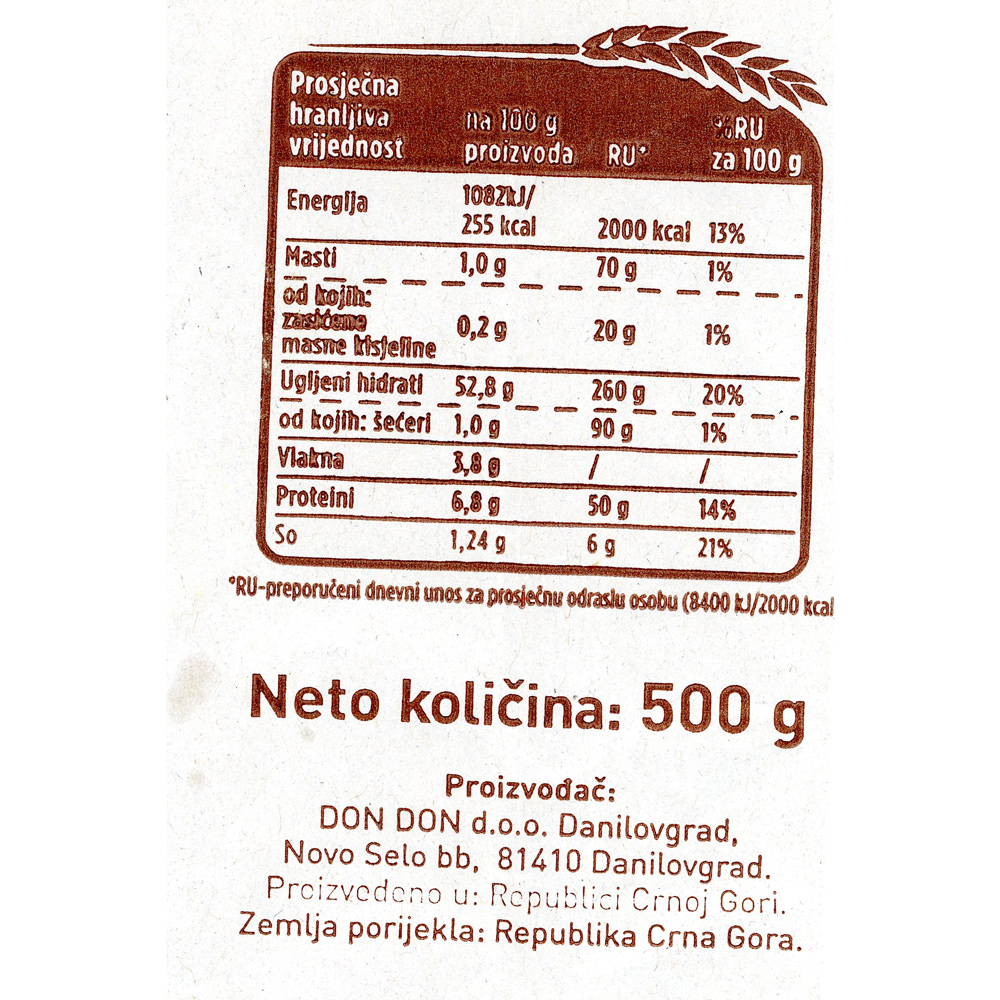 Prosječna
hranljiva
vrijednost
na 100 g
proizvoda
RU*
%RU
za 100 g
Energija
1082kJ/
255 kcal
2000 kcal
13%
Masti 1,0 g 70 g 1%
od kojih:
zasićene
masne kisjeline
0,2 g 20 g 1%
Ugljeni hidrati 52,8 g 260 g 20%
od kojih: šećeri 1,0 g 90 g 1%
Vlakna 3,8 g / /
Proteini 6,8 g 50 g 14%
So 1,24 g 6 g 21%
*RU-preporučeni dnevni unos za prosječnu odraslu osobu (8400 kJ/2000 kcal
Neto količina: 500 g
Proizvođač:
DON DON d.o.o. Danilovgrad,
Novo Selo bb, 81410 Danilovgrad.
Proizvedeno u: Republici Crnoj Gori.
Zemlja porijekla: Republika Crna Gora.